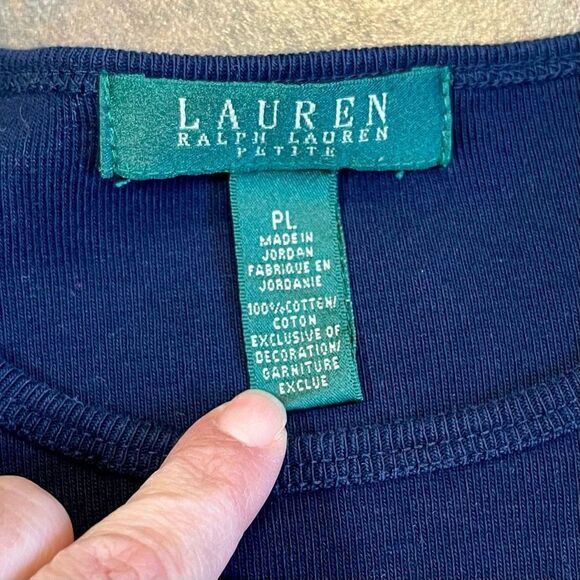 LAUREN
RALPH LAUREN
PETITE
PL
MADE IN
JORDAN
FABRIQUE EN
JORDANIE
100% COTTON/
COTON
EXCLUSIVE OF
DECORATION/
GARNITURE
EXCLUE